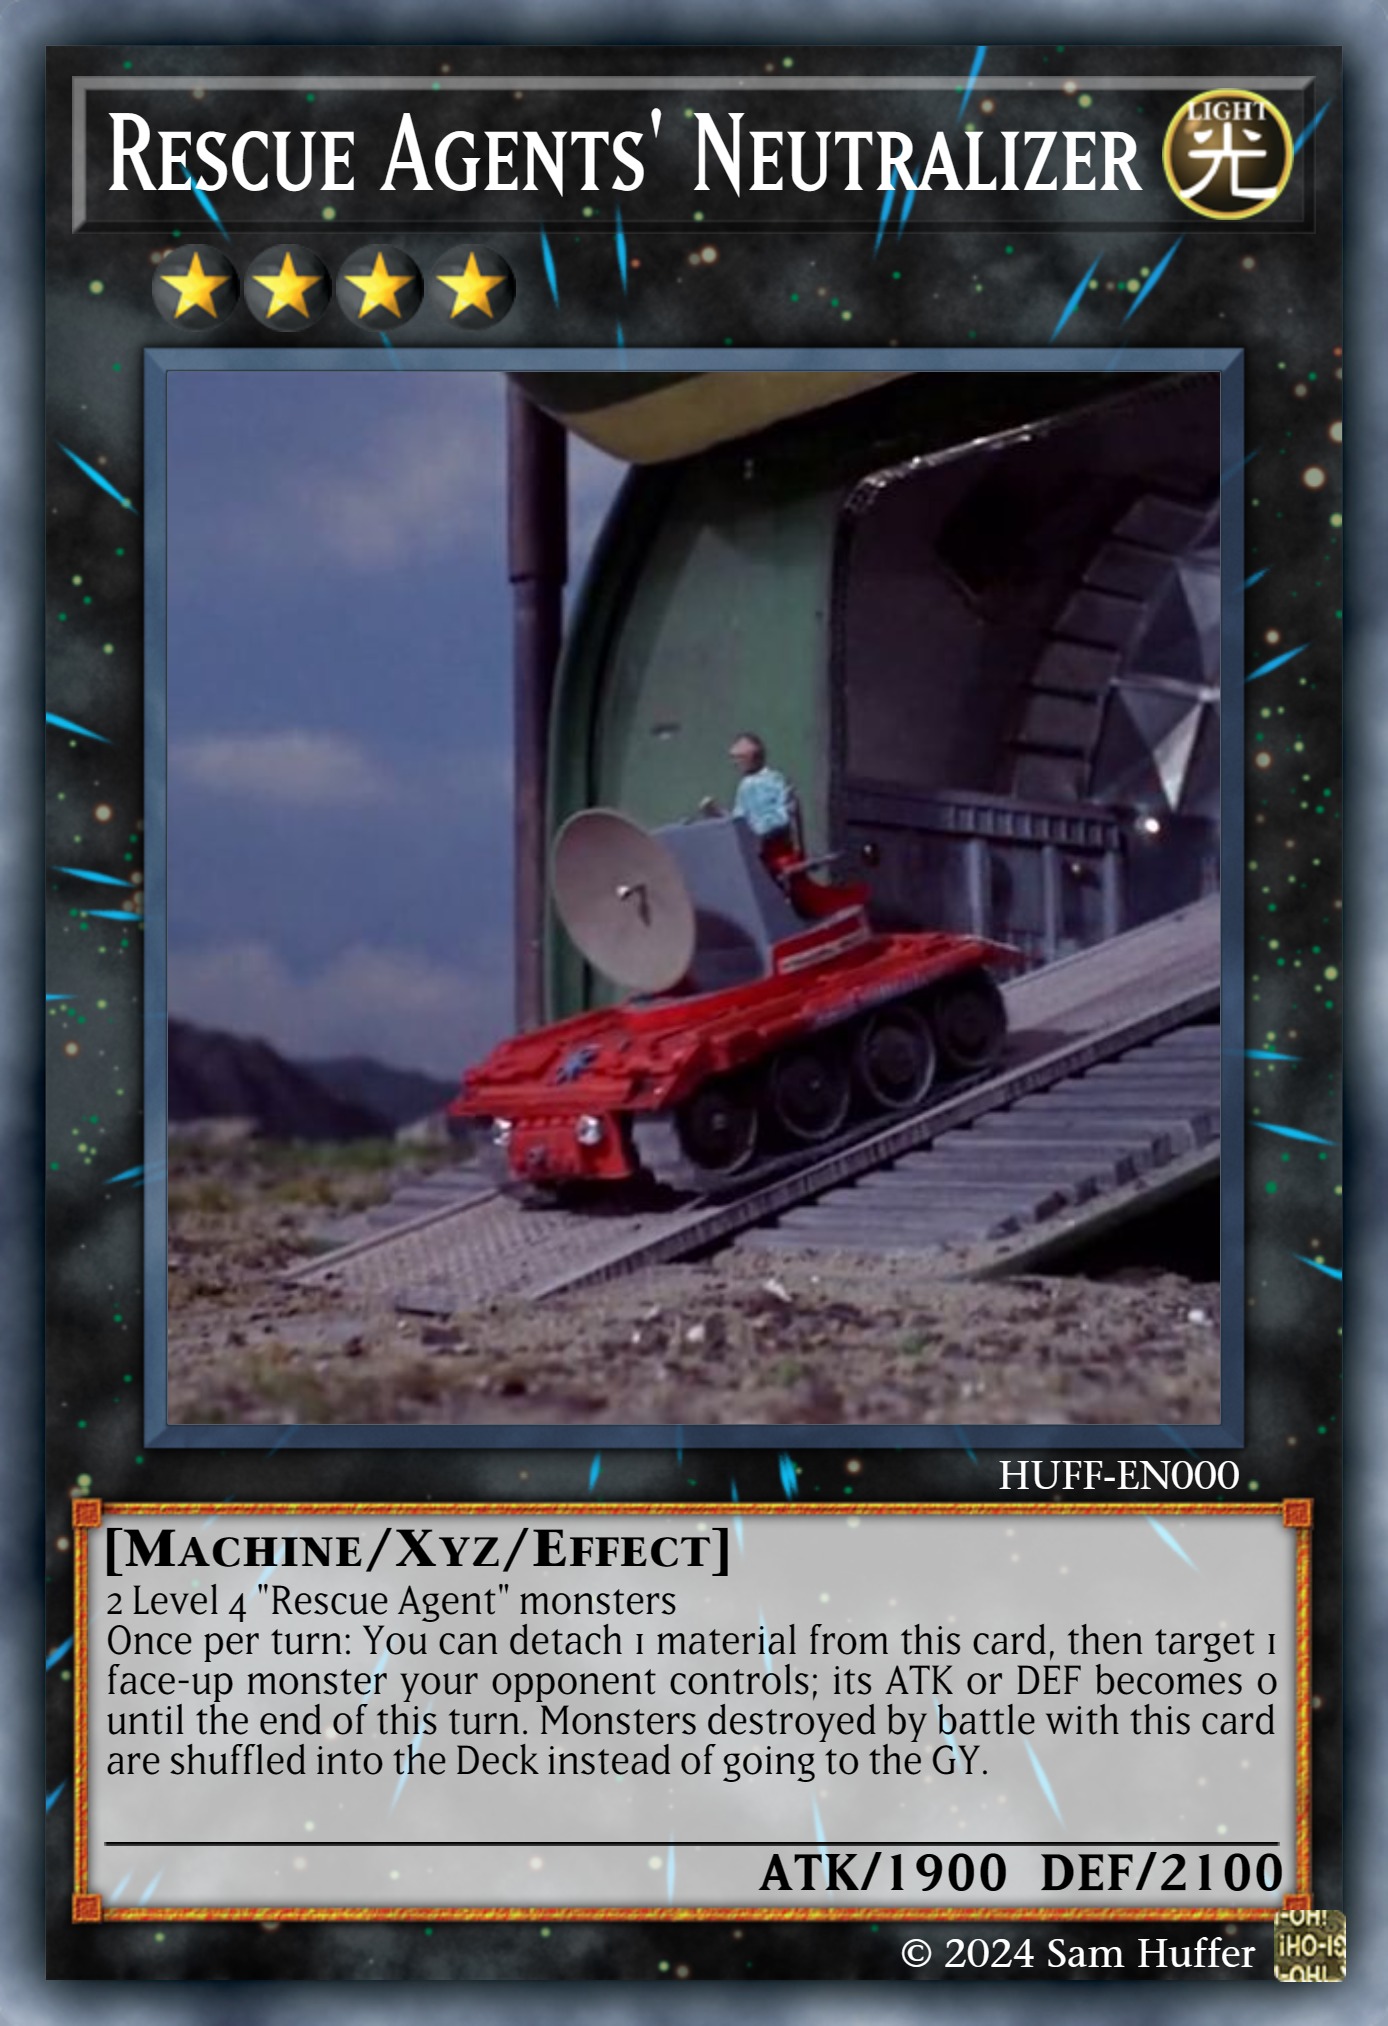 RESCUE AGENTS' NEUTRALIZER
LIGHT
光
HUFF-EN000
[MACHINE/XYZ/EFFECT]
2 Level 4 "Rescue Agent" monsters
Once per turn: You can detach 1 material from this card, then target 1
face-up monster your opponent controls; its ATK or DEF becomes 0
until the end of this turn. Monsters destroyed by battle with this card
are shuffled into the Deck instead of going to the GY.
ATK/1900 DEF/2100
© 2024 Sam Huffer